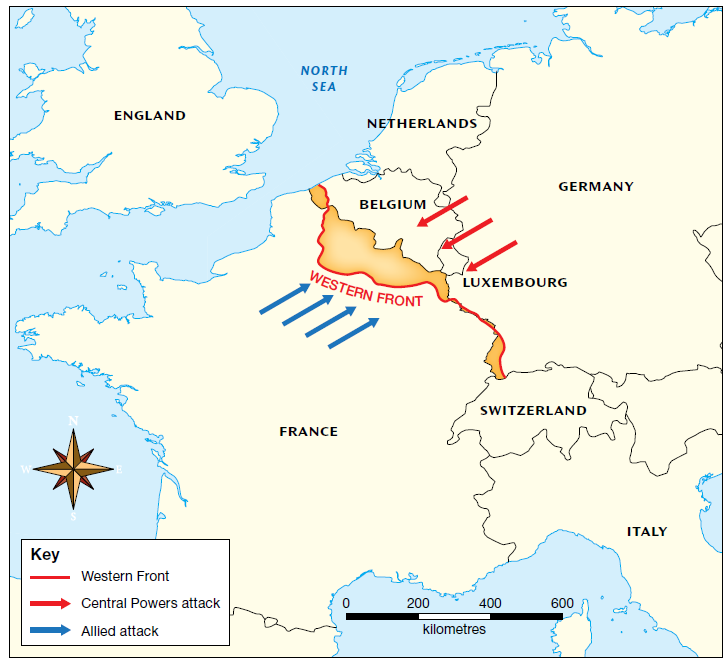 NORTH
SEA
ENGLAND
NETHERLANDS
GERMANY
BELGIUM
LUXEMBOURG
WESTERN FRONT
SWITZERLAND
FRANCE
N
W
E
S
ITALY
Key
Western Front
Central Powers attack
Allied attack
0 200 400 600
kilometres